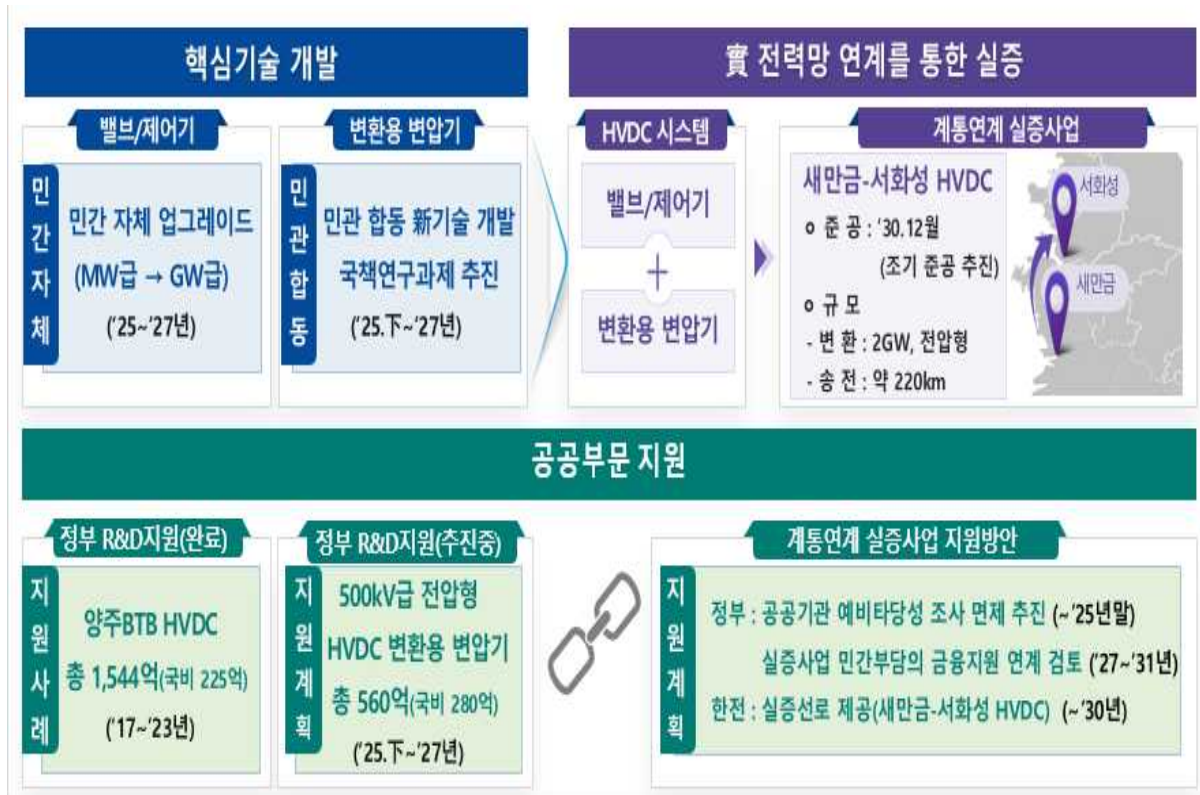 핵심기술 개발
實 전력망 연계를 통한 실증
밸브/제어기
민간자체
민간 자체 업그레이드
(MW급 → GW급)
('25~'27년)
변환용 변압기
민관합동
민관 합동 新기술 개발
국책연구과제 추진
('25.下~'27년)
HVDC 시스템
밸브/제어기
+
변환용 변압기
계통연계 실증사업
새만금-서화성 HVDC
o 준 공 : '30.12월
(조기 준공 추진)
o 규 모
- 변 환 : 2GW, 전압형
- 송 전 : 약 220km
서화성
새만금
공공부문 지원
정부 R&D지원(완료)
지원사례
양주BTB HVDC
총 1,544억(국비 225억)
('17~'23년)
정부 R&D지원(추진중)
지원계획
500kV급 전압형
HVDC 변환용 변압기
총 560억(국비 280억)
('25.下~'27년)
계통연계 실증사업 지원방안
지원계획
정부 : 공공기관 예비타당성 조사 면제 추진 (~'25년말)
실증사업 민간부담의 금융지원 연계 검토 ('27~'31년)
한전 : 실증선로 제공(새만금-서화성 HVDC) (~'30년)